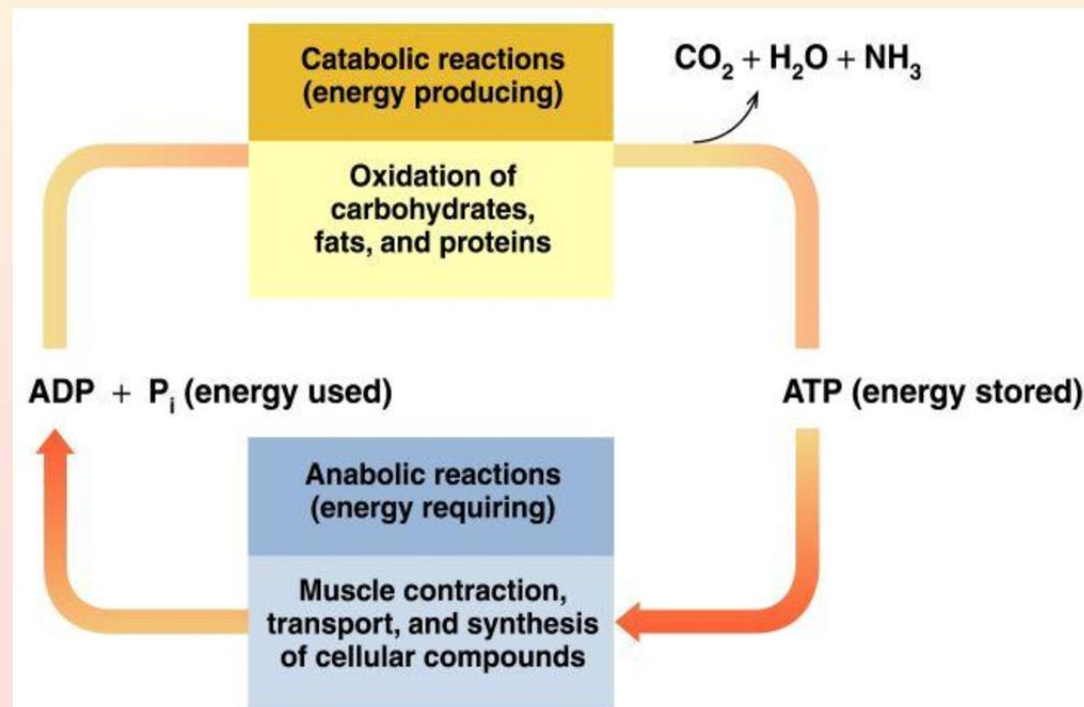 Catabolic reactions
(energy producing)
CO₂ + H₂O + NH₃
Oxidation of
carbohydrates,
fats, and proteins
ADP + Pᵢ (energy used)
ATP (energy stored)
Anabolic reactions
(energy requiring)
Muscle contraction,
transport, and synthesis
of cellular compounds